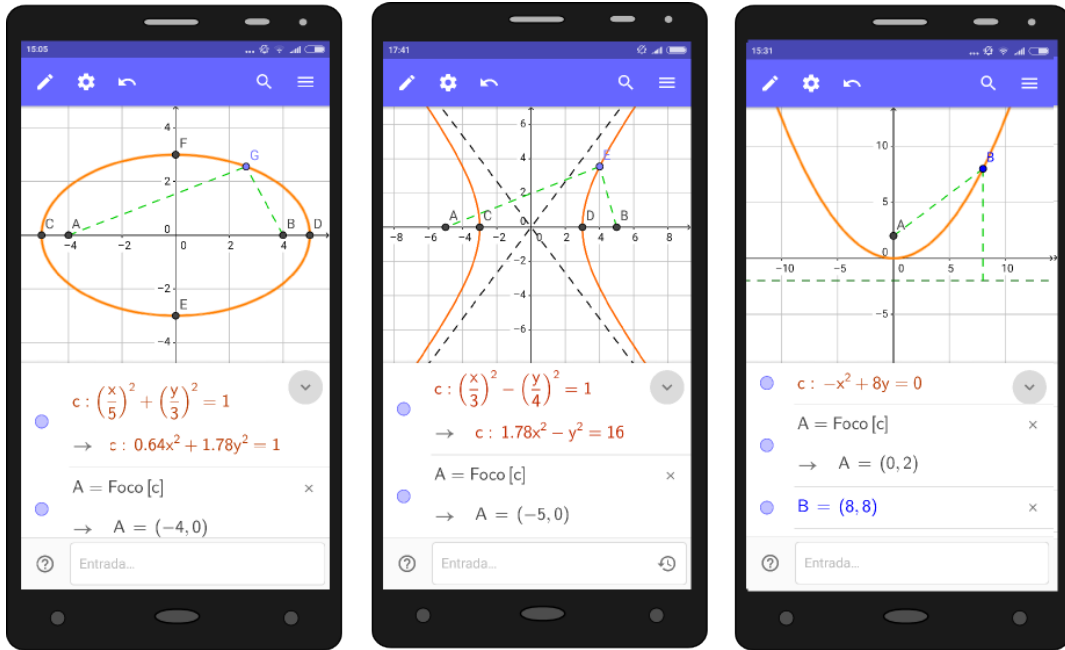 15:05
...
4
F
G
2
C
A
0
B
D
−4
−2
0
2
4
−2
E
−4
c : (x/5)² + (y/3)² = 1
→ c : 0.64x² + 1.78y² = 1
A = Foco [c]
×
→ A = (−4, 0)
Entrada...
17:41
6
4
E
2
A
C
0
D
B
−8
−6
−4
−2
0
2
4
6
8
−2
−4
−6
c : (x/3)² − (y/4)² = 1
→ c : 1.78x² − y² = 16
A = Foco [c]
×
→ A = (−5, 0)
Entrada...
15:31
...
10
B
5
A
0
−10
−5
0
5
10
−5
c : −x² + 8y = 0
A = Foco [c]
×
→ A = (0, 2)
B = (8, 8)
×
Entrada...